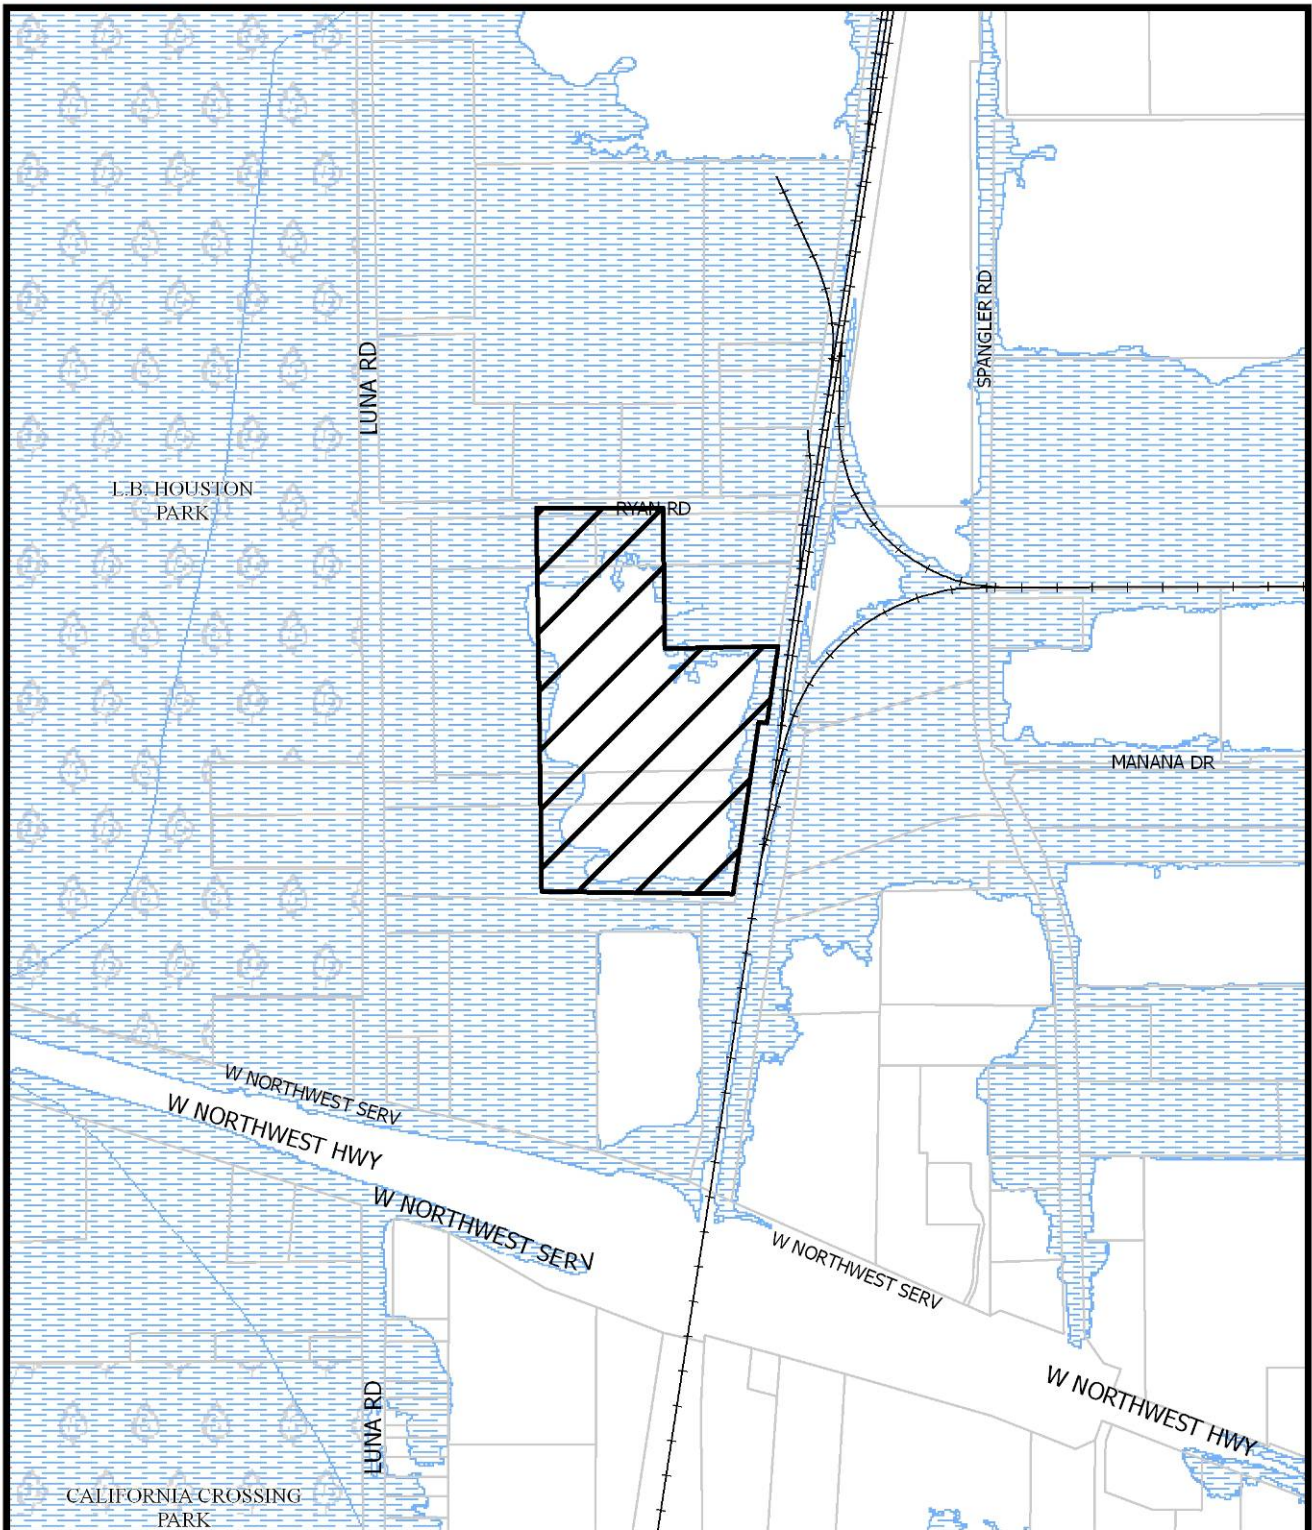 SPANGLER RD
LUNA RD
L.B. HOUSTON
PARK
RYAN RD
MANANA DR
W NORTHWEST SERV
W NORTHWEST HWY
W NORTHWEST SERV
W NORTHWEST SERV
W NORTHWEST HWY
LUNA RD
CALIFORNIA CROSSING
PARK